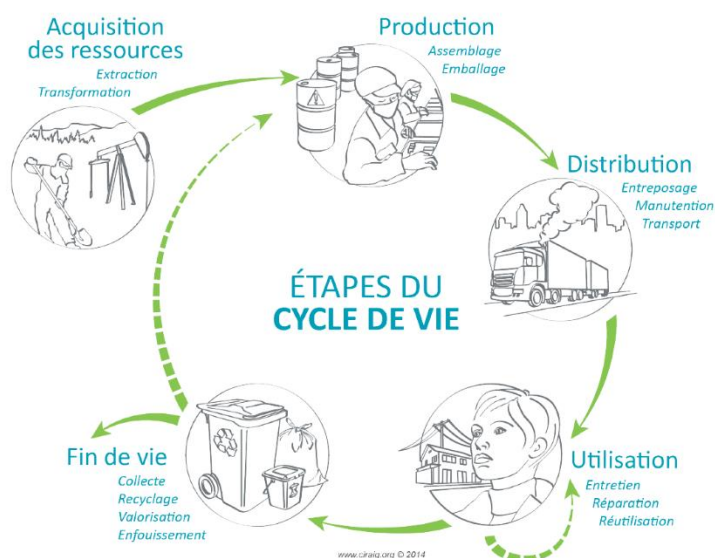 Acquisition
des ressources
Extraction
Transformation
Production
Assemblage
Emballage
Distribution
Entreposage
Manutention
Transport
ÉTAPES DU
CYCLE DE VIE
Utilisation
Entretien
Réparation
Réutilisation
Fin de vie
Collecte
Recyclage
Valorisation
Enfouissement
www.ciraig.org © 2014